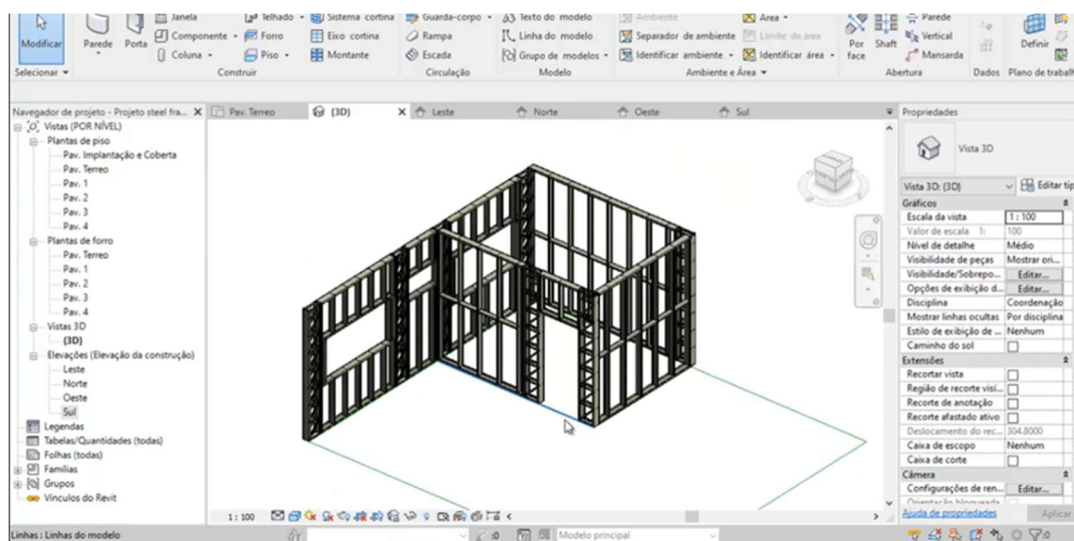 Janela
Telhado
Sistema cortina
Guarda-corpo
Texto do modelo
Ambiente
Área
Parede
Modificar
Parede
Porta
Componente
Forro
Eixo cortina
Rampa
Linha do modelo
Separador de ambiente
Limite de área
Por face
Shaft
Vertical
Definir
Coluna
Piso
Montante
Escada
Grupo de modelos
Identificar ambiente
Identificar área
Mansarda
Selecionar
Construir
Circulação
Modelo
Ambiente e Área
Abertura
Dados
Plano de trabalh
Navegador de projeto - Projeto steel fra...
Pav. Terreo
(3D)
Leste
Norte
Oeste
Sul
Vistas (POR NÍVEL)
Plantas de piso
Pav. Implantação e Coberta
Pav. Terreo
Pav. 1
Pav. 2
Pav. 3
Pav. 4
Plantas de forro
Pav. Terreo
Pav. 1
Pav. 2
Pav. 3
Pav. 4
Vistas 3D
(3D)
Elevações (Elevação da construção)
Leste
Norte
Oeste
Sul
Legendas
Tabelas/Quantidades (todas)
Folhas (todas)
Famílias
Grupos
Vínculos do Revit
Propriedades
Vista 3D
Vista 3D: (3D)
Editar tip
Gráficos
Escala da vista 1 : 100
Valor de escala 1: 100
Nível de detalhe Médio
Visibilidade de peças Mostrar ori...
Visibilidade/Sobrepo... Editar...
Opções de exibição d... Editar...
Disciplina Coordenação
Mostrar linhas ocultas Por disciplina
Estilo de exibição de ... Nenhum
Caminho do sol
Extensões
Recortar vista
Região de recorte visí...
Recorte de anotação
Recorte afastado ativo
Deslocamento do rec... 304.8000
Caixa de escopo Nenhum
Caixa de corte
Câmera
Configurações de ren... Editar...
Orientação bloqueada
Ajuda de propriedades
Aplicar
1 : 100
Linhas : Linhas do modelo
:0
Modelo principal
:0